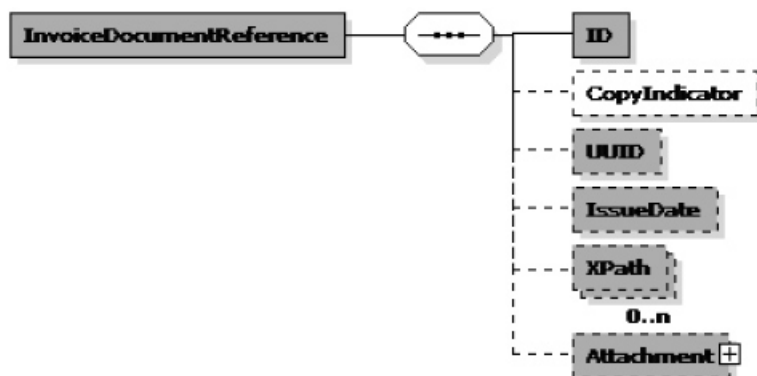 InvoiceDocumentReference
ID
CopyIndicator
UUID
IssueDate
XPath
0..n
Attachment